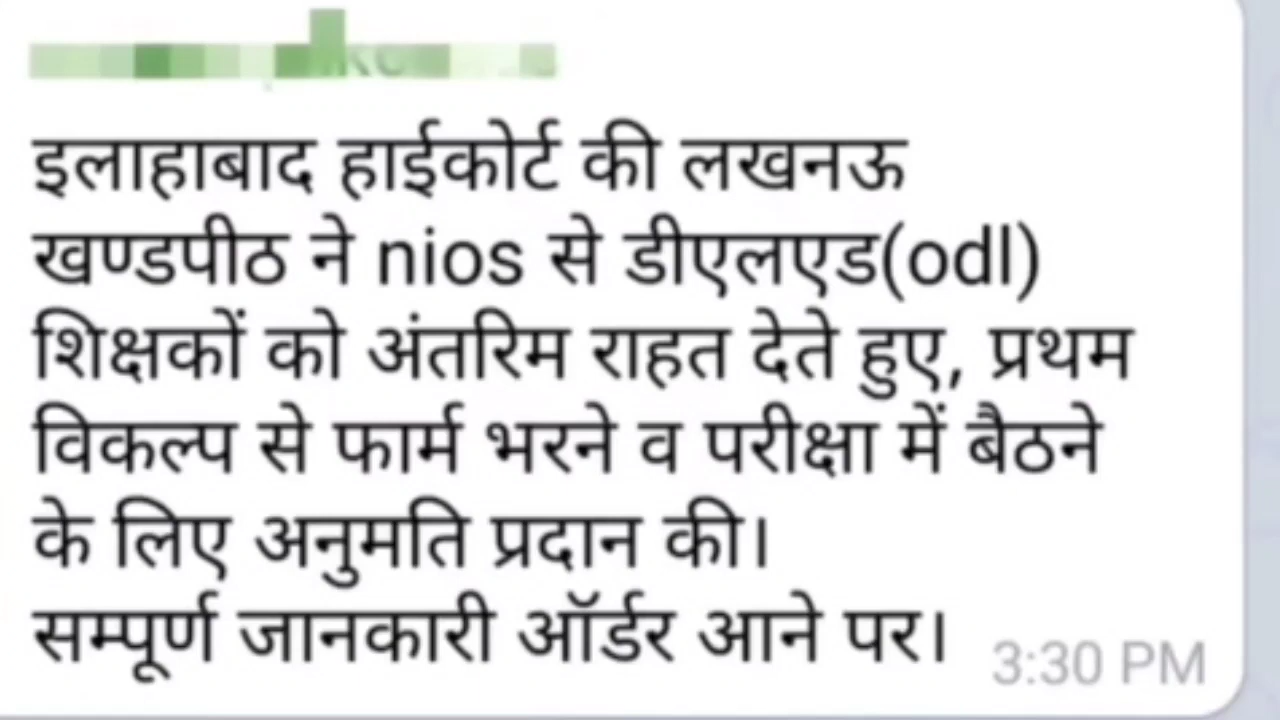 इलाहाबाद हाईकोर्ट की लखनऊ
खण्डपीठ ने nios से डीएलएड(odl)
शिक्षकों को अंतरिम राहत देते हुए, प्रथम
विकल्प से फार्म भरने व परीक्षा में बैठने
के लिए अनुमति प्रदान की।
सम्पूर्ण जानकारी ऑर्डर आने पर।
3:30 PM